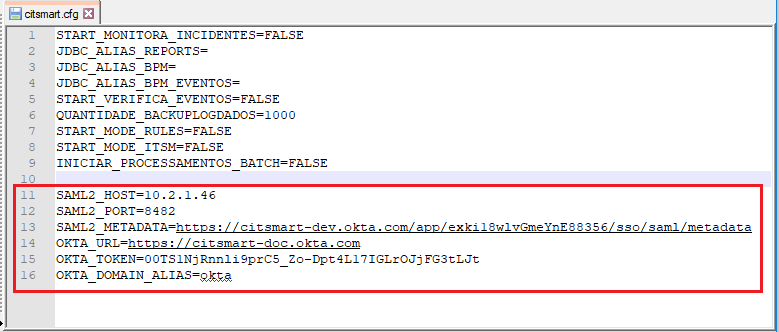 citsmart.cfg
1 START_MONITORA_INCIDENTES=FALSE
2 JDBC_ALIAS_REPORTS=
3 JDBC_ALIAS_BPM=
4 JDBC_ALIAS_BPM_EVENTOS=
5 START_VERIFICA_EVENTOS=FALSE
6 QUANTIDADE_BACKUPLOGDADOS=1000
7 START_MODE_RULES=FALSE
8 START_MODE_ITSM=FALSE
9 INICIAR_PROCESSAMENTOS_BATCH=FALSE
10
11 SAML2_HOST=10.2.1.46
12 SAML2_PORT=8482
13 SAML2_METADATA=https://citsmart-dev.okta.com/app/exki18wlvGmeYnE88356/sso/saml/metadata
14 OKTA_URL=https://citsmart-doc.okta.com
15 OKTA_TOKEN=00TS1NjRnnli9prC5_Zo-Dpt4L17IGLrOJjFG3tLJt
16 OKTA_DOMAIN_ALIAS=okta